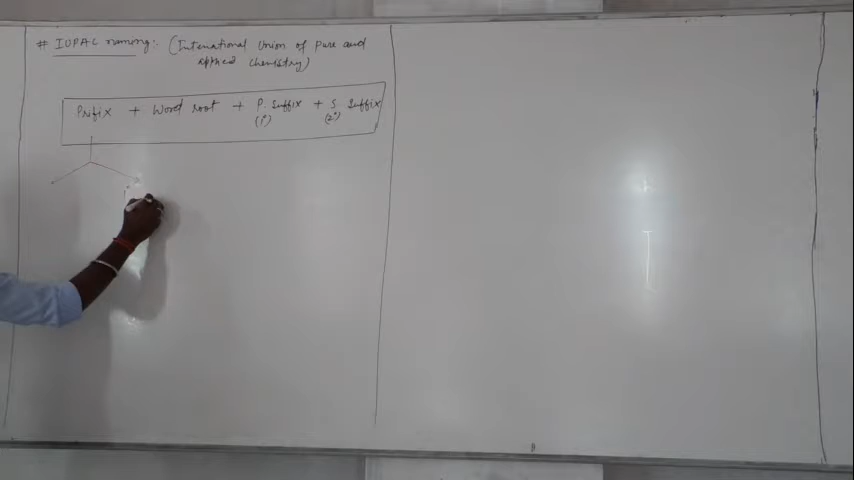 # IUPAC naming:- (International Union of Pure and
Applied Chemistry)
Prefix + Word root + P. Suffix + S. Suffix
(1°) (2°)